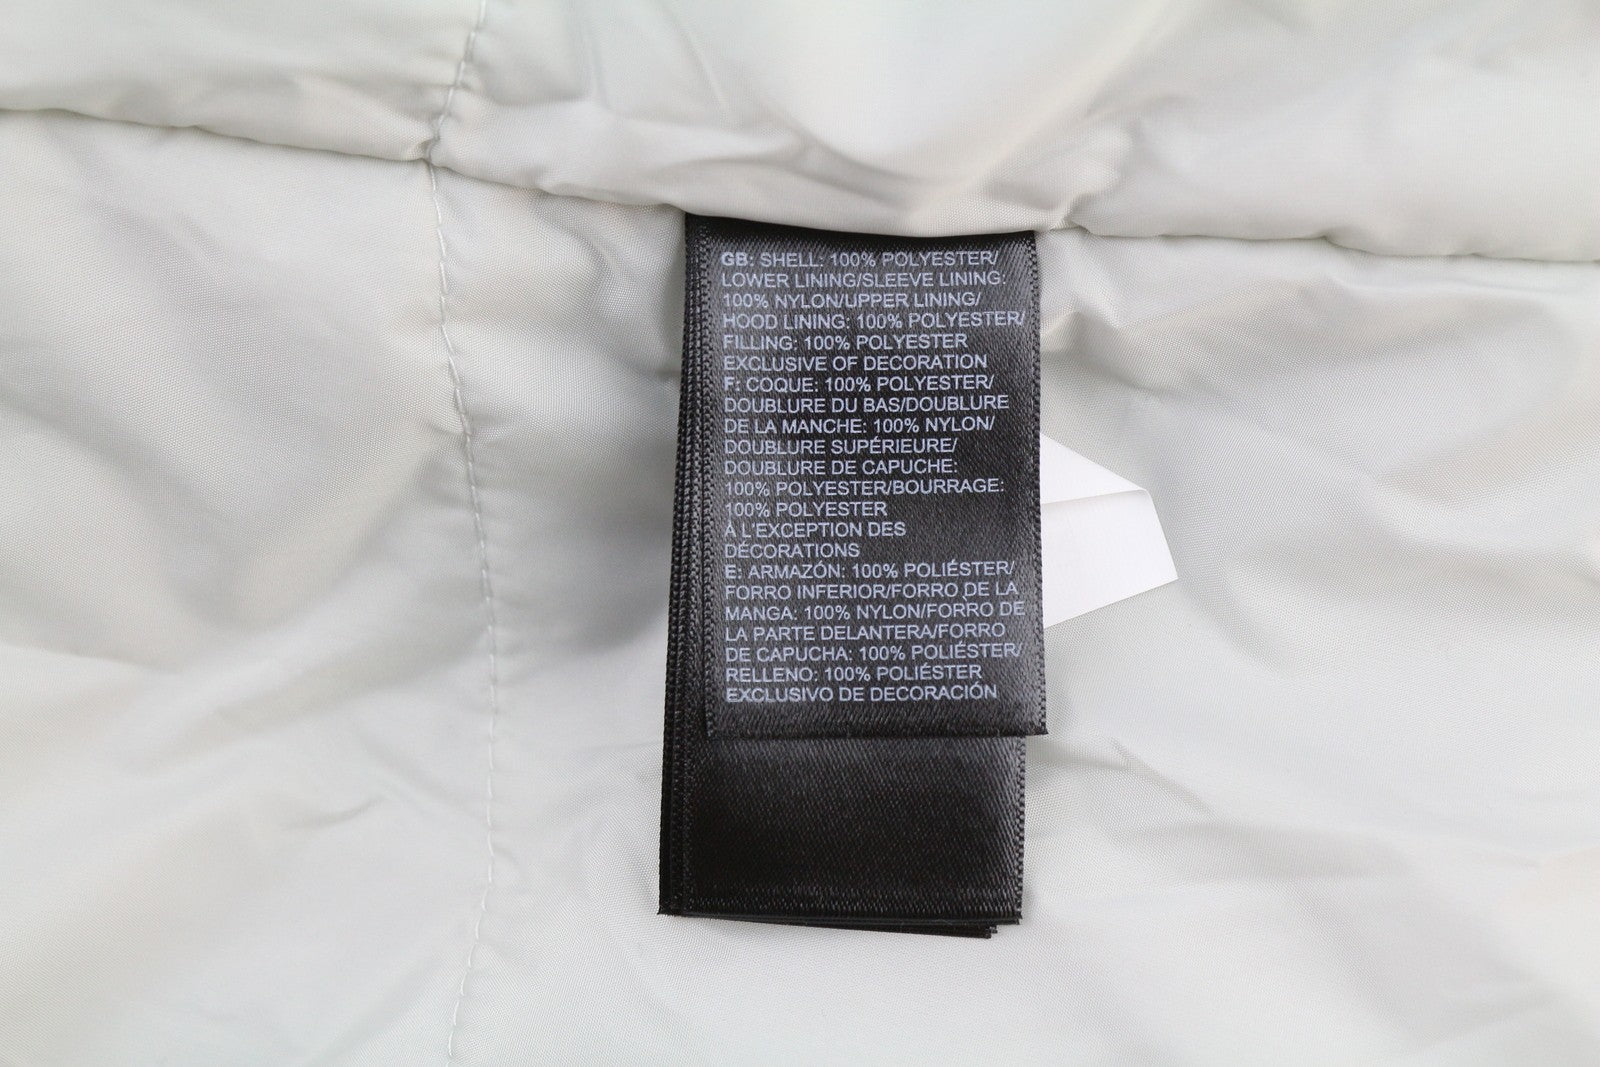 GB: SHELL: 100% POLYESTER/
LOWER LINING/SLEEVE LINING:
100% NYLON/UPPER LINING/
HOOD LINING: 100% POLYESTER/
FILLING: 100% POLYESTER
EXCLUSIVE OF DECORATION
F: COQUE: 100% POLYESTER/
DOUBLURE DU BAS/DOUBLURE
DE LA MANCHE: 100% NYLON/
DOUBLURE SUPÉRIEURE/
DOUBLURE DE CAPUCHE:
100% POLYESTER/BOURRAGE:
100% POLYESTER
À L'EXCEPTION DES
DÉCORATIONS
E: ARMAZÓN: 100% POLIÉSTER/
FORRO INFERIOR/FORRO DE LA
MANGA: 100% NYLON/FORRO DE
LA PARTE DELANTERA/FORRO
DE CAPUCHA: 100% POLIÉSTER/
RELLENO: 100% POLIÉSTER
EXCLUSIVO DE DECORACIÓN